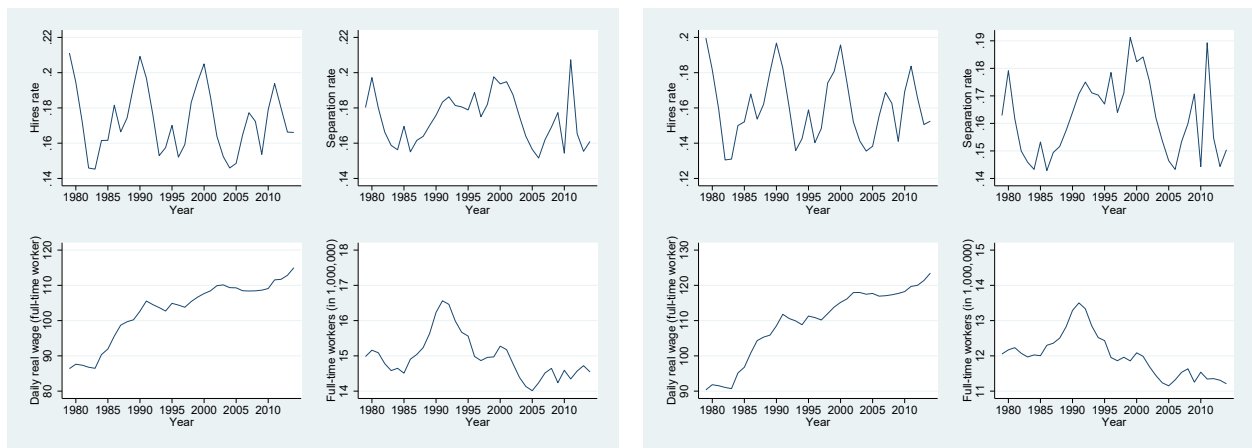 Hires rate
.14 .16 .18 .2 .22
1980 1985 1990 1995 2000 2005 2010
Year
Separation rate
.14 .16 .18 .2 .22
1980 1985 1990 1995 2000 2005 2010
Year
Daily real wage (full-time worker)
80 90 100 110 120
1980 1985 1990 1995 2000 2005 2010
Year
Full-time workers (in 1,000,000)
14 15 16 17 18
1980 1985 1990 1995 2000 2005 2010
Year
Hires rate
.12 .14 .16 .18 .2
1980 1985 1990 1995 2000 2005 2010
Year
Separation rate
.14 .15 .16 .17 .18 .19
1980 1985 1990 1995 2000 2005 2010
Year
Daily real wage (full-time worker)
90 100 110 120 130
1980 1985 1990 1995 2000 2005 2010
Year
Full-time workers (in 1,000,000)
11 12 13 14 15
1980 1985 1990 1995 2000 2005 2010
Year